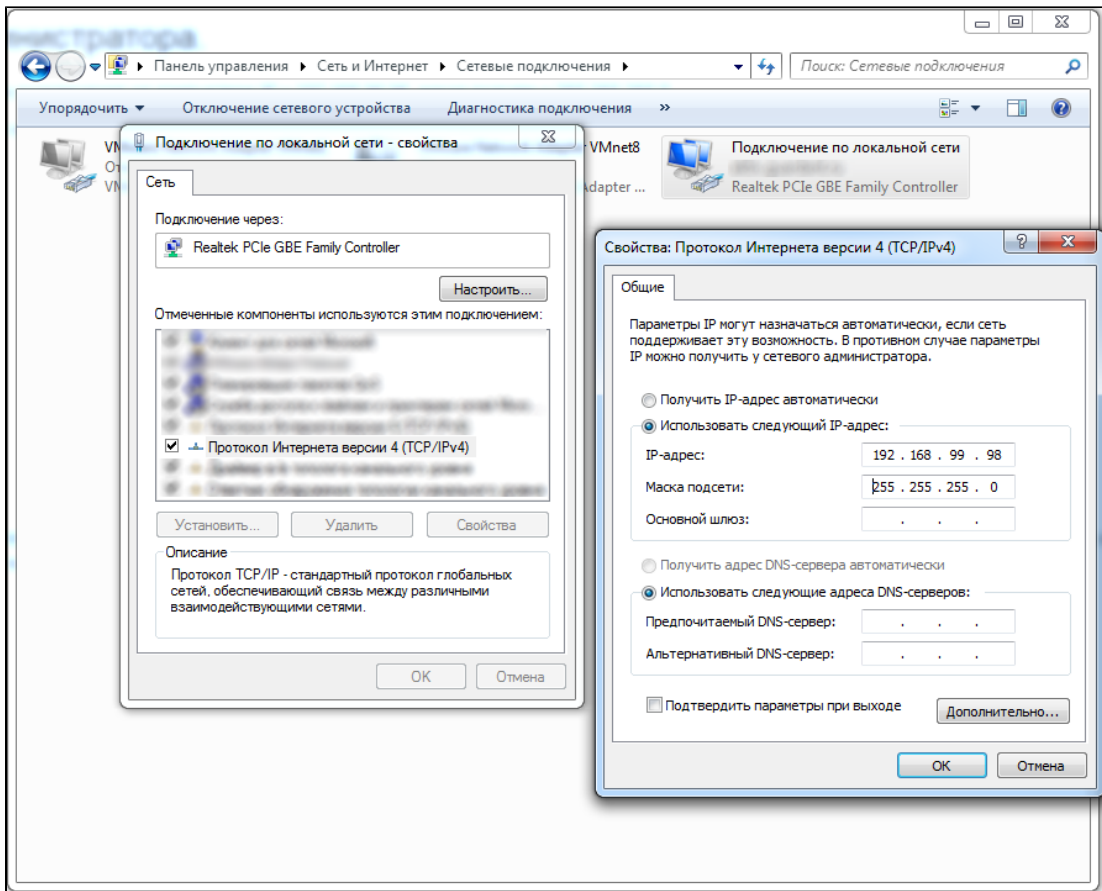 Панель управления ▸ Сеть и Интернет ▸ Сетевые подключения ▸
Поиск: Сетевые подключения
Упорядочить Отключение сетевого устройства Диагностика подключения »
VMnet8
Adapter ...
Подключение по локальной сети
Realtek PCIe GBE Family Controller
Подключение по локальной сети - свойства
Сеть
Подключение через:
Realtek PCIe GBE Family Controller
Настроить...
Отмеченные компоненты используются этим подключением:
Протокол Интернета версии 4 (TCP/IPv4)
Установить... Удалить Свойства
Описание
Протокол TCP/IP - стандартный протокол глобальных
сетей, обеспечивающий связь между различными
взаимодействующими сетями.
OK Отмена
Свойства: Протокол Интернета версии 4 (TCP/IPv4)
Общие
Параметры IP могут назначаться автоматически, если сеть
поддерживает эту возможность. В противном случае параметры
IP можно получить у сетевого администратора.
Получить IP-адрес автоматически
Использовать следующий IP-адрес:
IP-адрес: 192 . 168 . 99 . 98
Маска подсети: 255 . 255 . 255 . 0
Основной шлюз: . . .
Получить адрес DNS-сервера автоматически
Использовать следующие адреса DNS-серверов:
Предпочитаемый DNS-сервер: . . .
Альтернативный DNS-сервер: . . .
Подтвердить параметры при выходе
Дополнительно...
OK Отмена